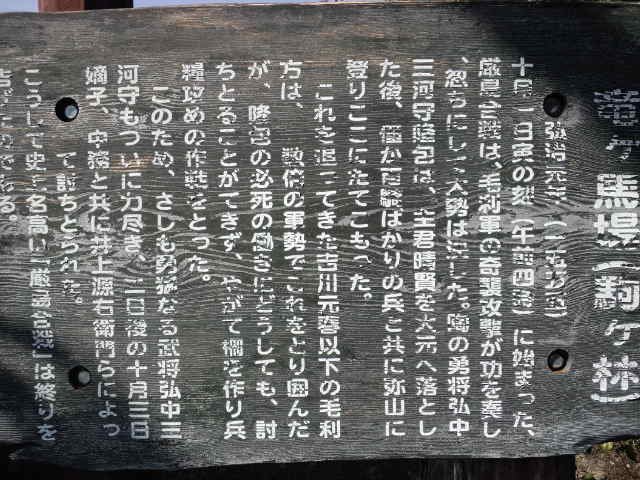 竜ヶ馬場(駒ヶ林)
弘治元年(一五五五)
十月一日寅の刻(午前四時)に始まった、
厳島合戦は、毛利軍の奇襲攻撃が功を奏し
、忽ちにして大勢は決した。陶の勇将弘中
三河守隆包は、主君晴賢を大元へ落とし
た後、僅か百騎ばかりの兵と共に弥山に
登りここにたてこもった。
これを追ってきた吉川元春以下の毛利
方は、数倍の軍勢でこれをとり囲んだ
が、隆包の必死の働きにどうしても、討
ちとることができず、やがて柵を作り兵
糧攻めの作戦をとった。
このため、さしも勇猛なる武将弘中三
河守もついに力尽き、二日後の十月三日
嫡子、中務と共に井上源右衛門らによっ
て討ちとられた。
こうして史上名高い「厳島合戦」は終りを
告げたのである。